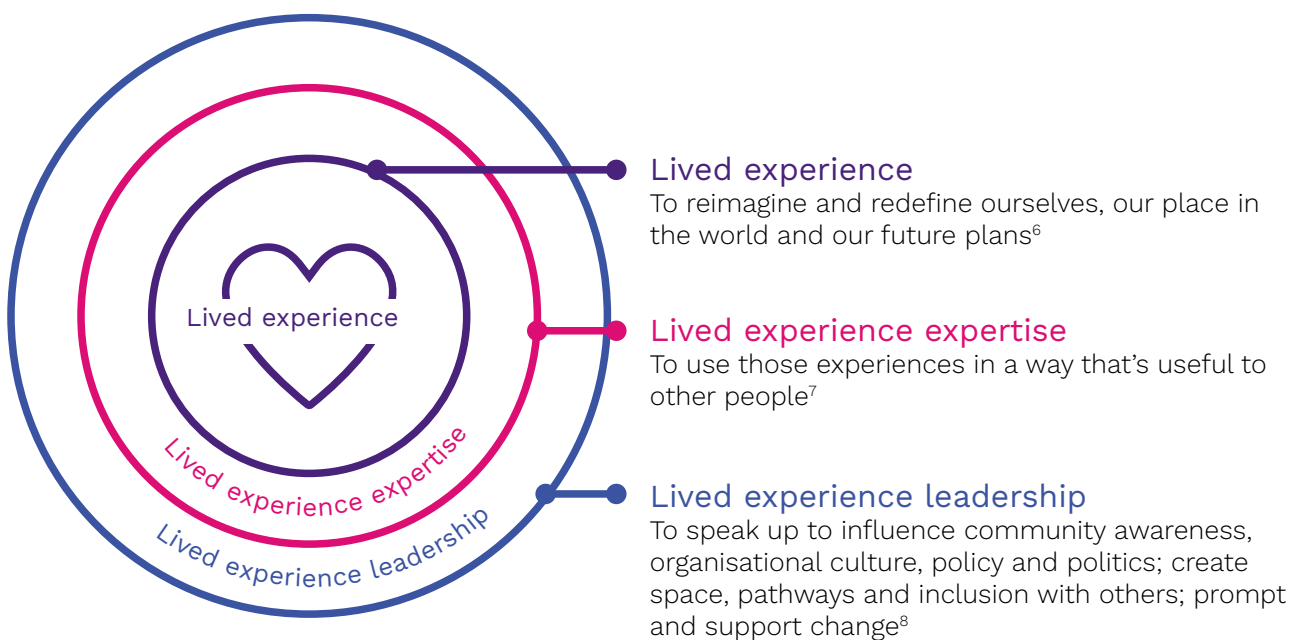 Lived experience
Lived experience expertise
Lived experience leadership
Lived experience
To reimagine and redefine ourselves, our place in
the world and our future plans⁶
Lived experience expertise
To use those experiences in a way that’s useful to
other people⁷
Lived experience leadership
To speak up to influence community awareness,
organisational culture, policy and politics; create
space, pathways and inclusion with others; prompt
and support change⁸